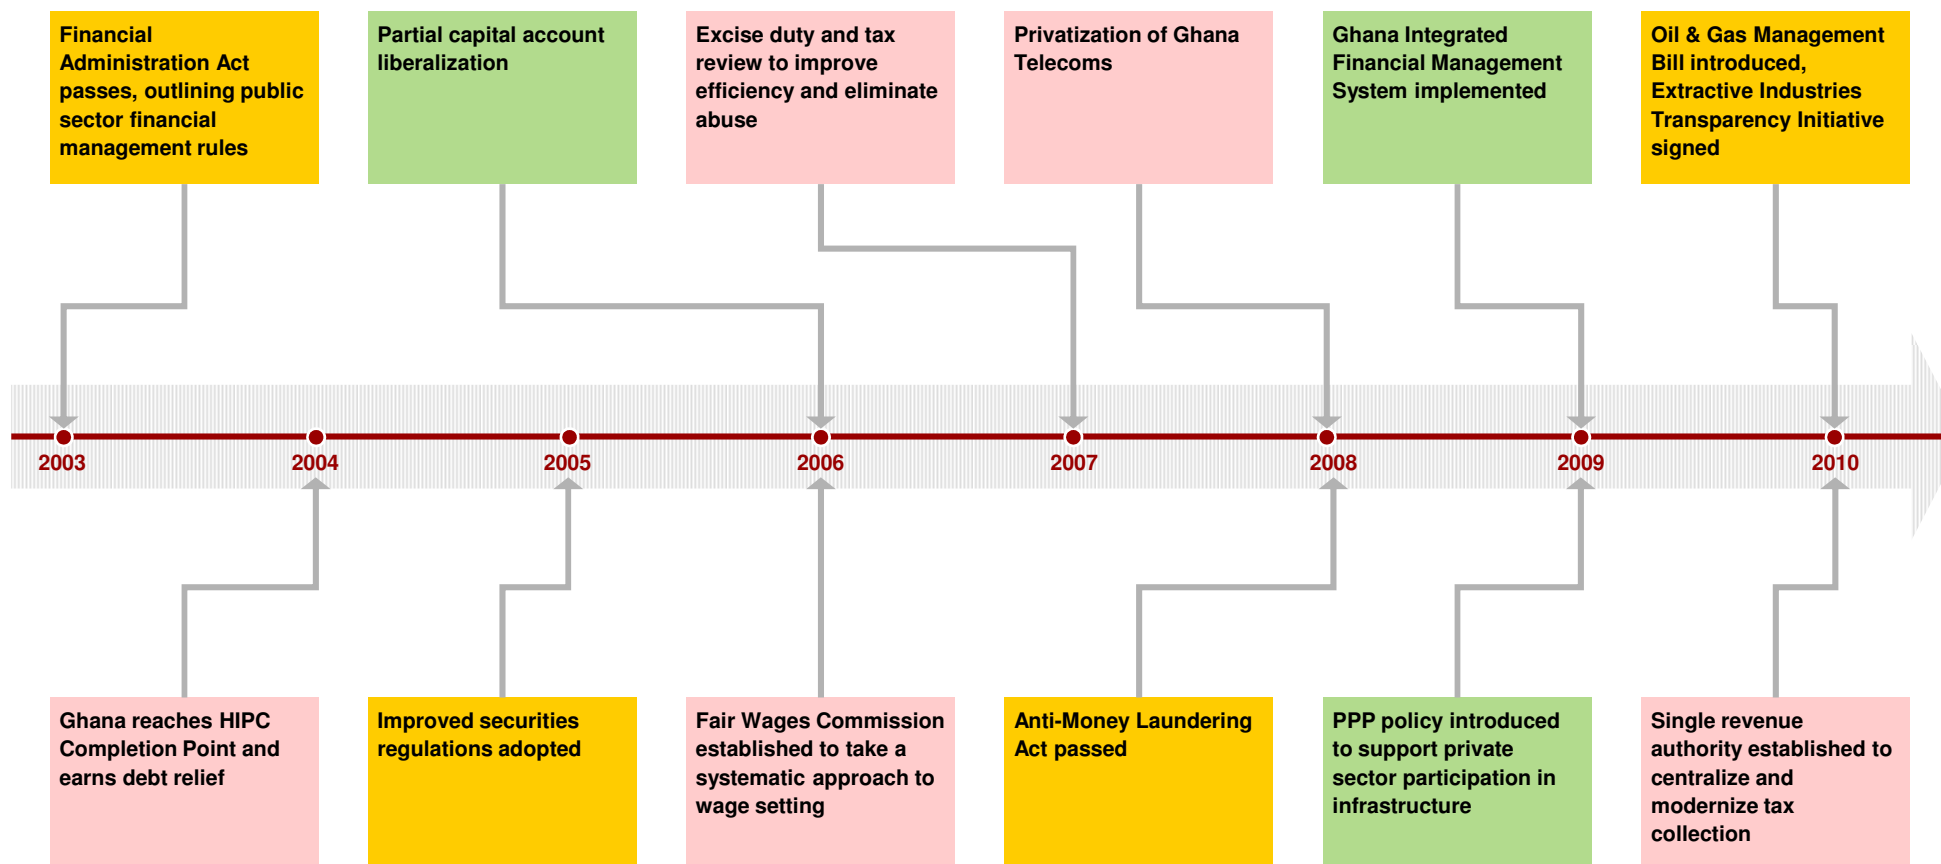 Financial
Administration Act
passes, outlining public
sector financial
management rules
Partial capital account
liberalization
Excise duty and tax
review to improve
efficiency and eliminate
abuse
Privatization of Ghana
Telecoms
Ghana Integrated
Financial Management
System implemented
Oil & Gas Management
Bill introduced,
Extractive Industries
Transparency Initiative
signed
2003
2004
2005
2006
2007
2008
2009
2010
Ghana reaches HIPC
Completion Point and
earns debt relief
Improved securities
regulations adopted
Fair Wages Commission
established to take a
systematic approach to
wage setting
Anti-Money Laundering
Act passed
PPP policy introduced
to support private
sector participation in
infrastructure
Single revenue
authority established to
centralize and
modernize tax
collection